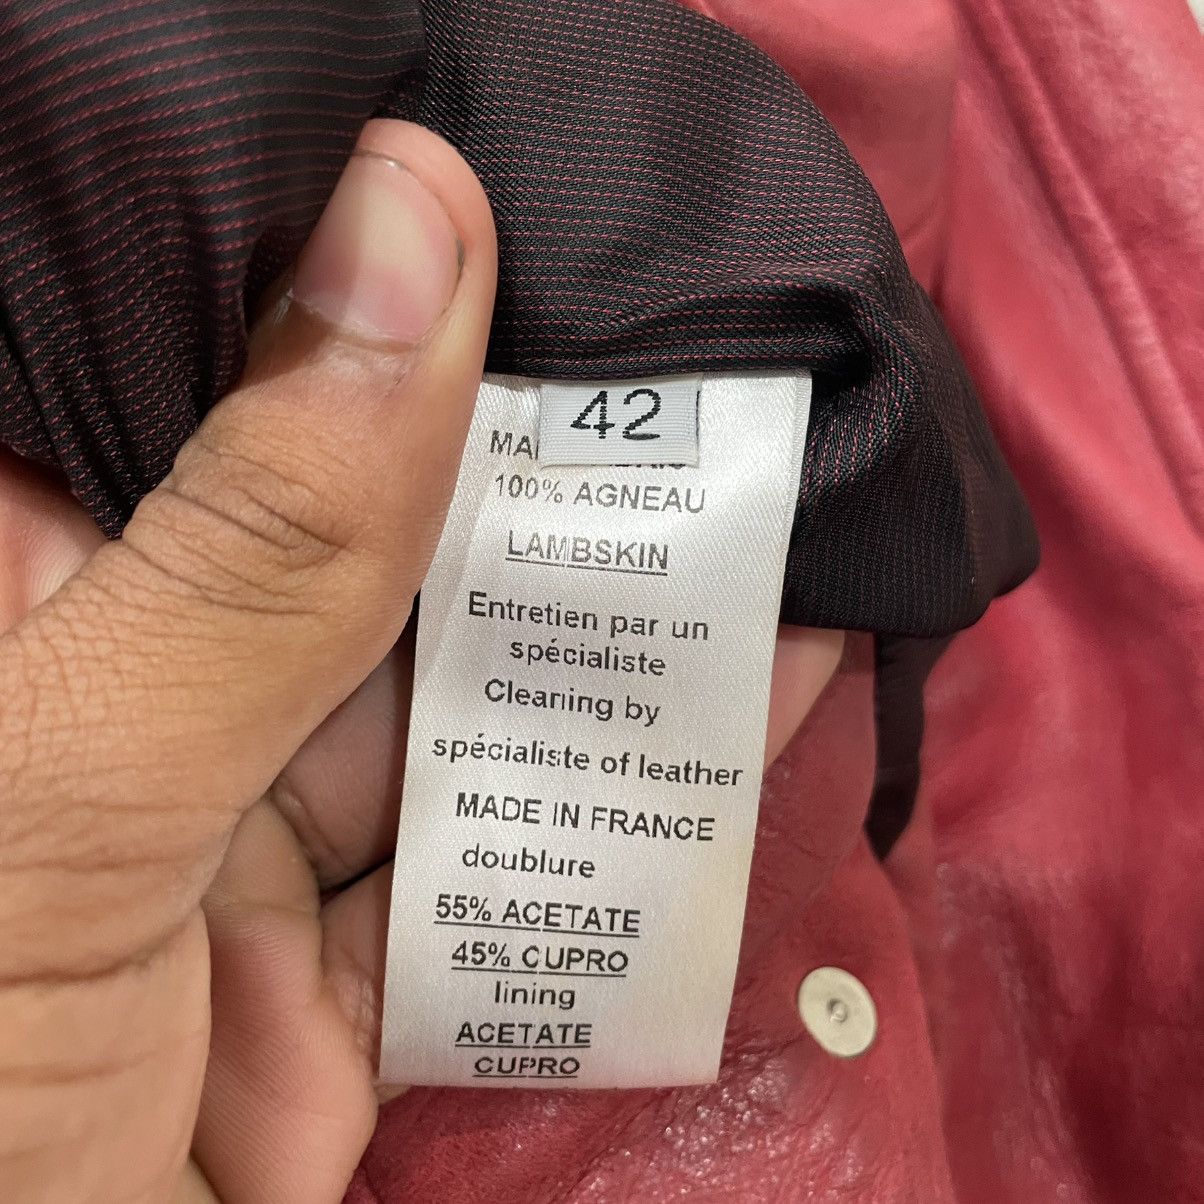 42
100% AGNEAU
LAMBSKIN
Entretien par un
spécialiste
Cleaning by
spécialiste of leather
MADE IN FRANCE
doublure
55% ACETATE
45% CUPRO
lining
ACETATE
CUPRO